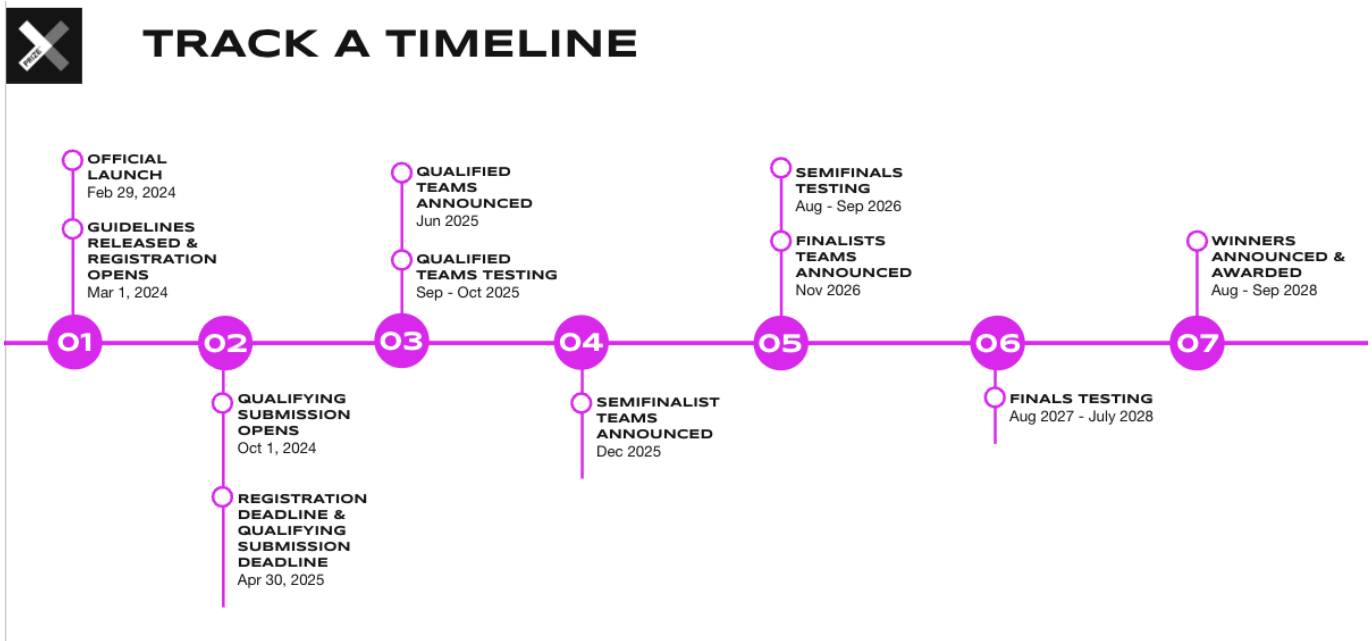 PRIZE
TRACK A TIMELINE
OFFICIAL
LAUNCH
Feb 29, 2024
GUIDELINES
RELEASED &
REGISTRATION
OPENS
Mar 1, 2024
01
02
QUALIFYING
SUBMISSION
OPENS
Oct 1, 2024
REGISTRATION
DEADLINE &
QUALIFYING
SUBMISSION
DEADLINE
Apr 30, 2025
QUALIFIED
TEAMS
ANNOUNCED
Jun 2025
QUALIFIED
TEAMS TESTING
Sep - Oct 2025
03
04
SEMIFINALIST
TEAMS
ANNOUNCED
Dec 2025
SEMIFINALS
TESTING
Aug - Sep 2026
FINALISTS
TEAMS
ANNOUNCED
Nov 2026
05
06
FINALS TESTING
Aug 2027 - July 2028
WINNERS
ANNOUNCED &
AWARDED
Aug - Sep 2028
07